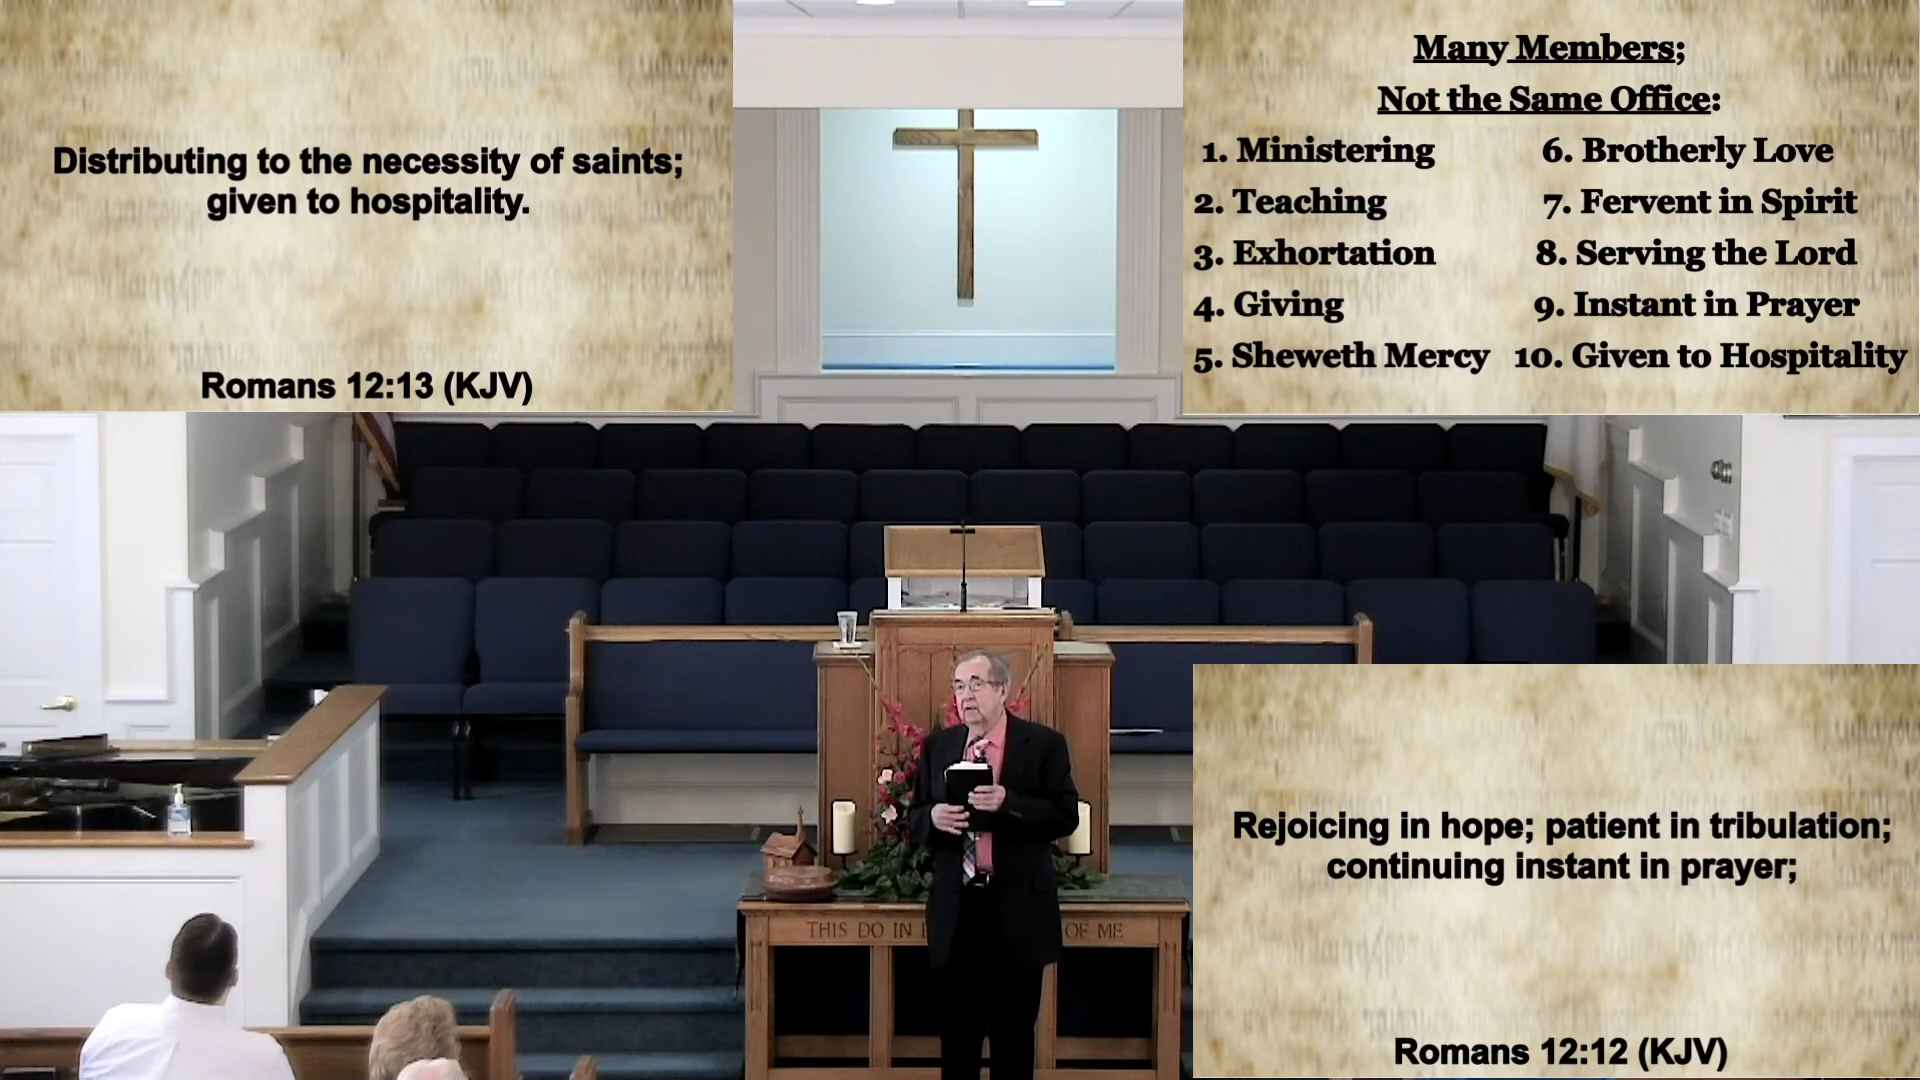 Distributing to the necessity of saints;
given to hospitality.
Romans 12:13 (KJV)
Many Members;
Not the Same Office:
1. Ministering
2. Teaching
3. Exhortation
4. Giving
5. Sheweth Mercy
6. Brotherly Love
7. Fervent in Spirit
8. Serving the Lord
9. Instant in Prayer
10. Given to Hospitality
THIS DO IN OF ME
Rejoicing in hope; patient in tribulation;
continuing instant in prayer;
Romans 12:12 (KJV)